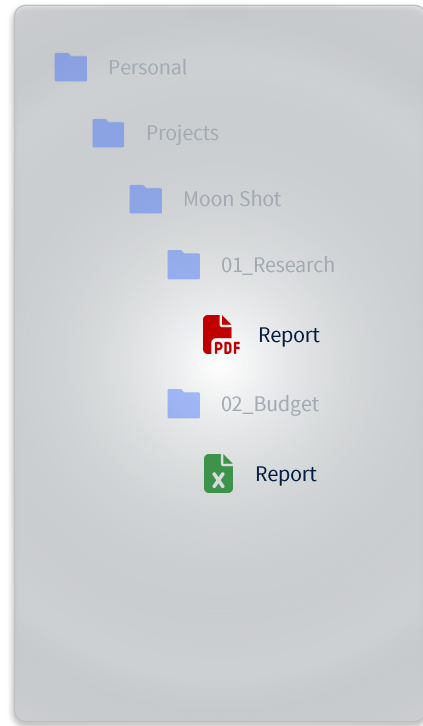 Personal
Projects
Moon Shot
01_Research
PDF Report
02_Budget
X Report